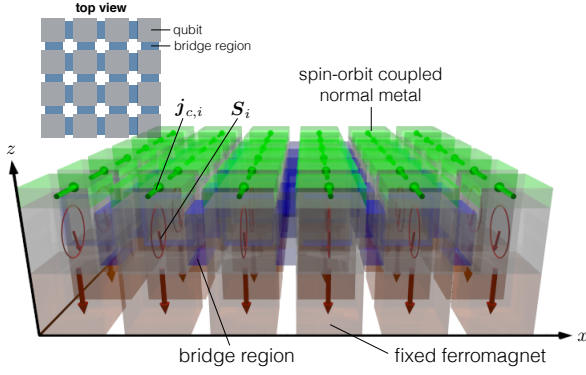 top view
qubit
bridge region
spin-orbit coupled
normal metal
j_{c,i}
S_i
z
x
bridge region
fixed ferromagnet